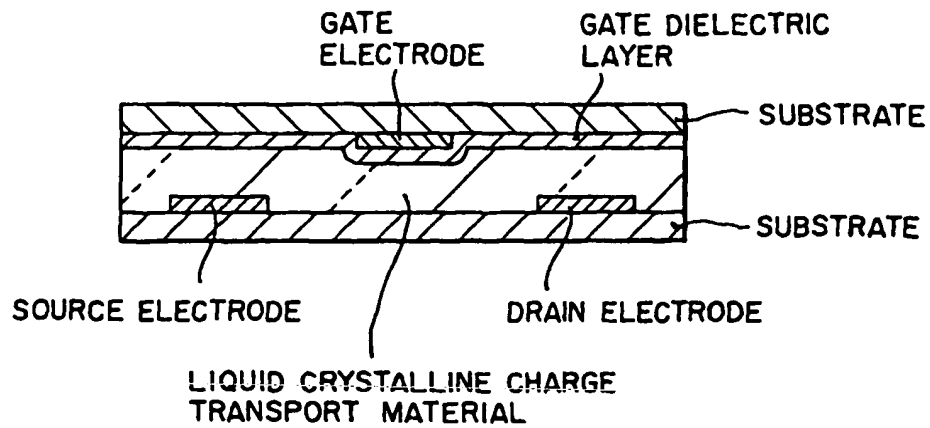 GATE
ELECTRODE
GATE DIELECTRIC
LAYER
SUBSTRATE
SUBSTRATE
SOURCE ELECTRODE
DRAIN ELECTRODE
LIQUID CRYSTALLINE CHARGE
TRANSPORT MATERIAL